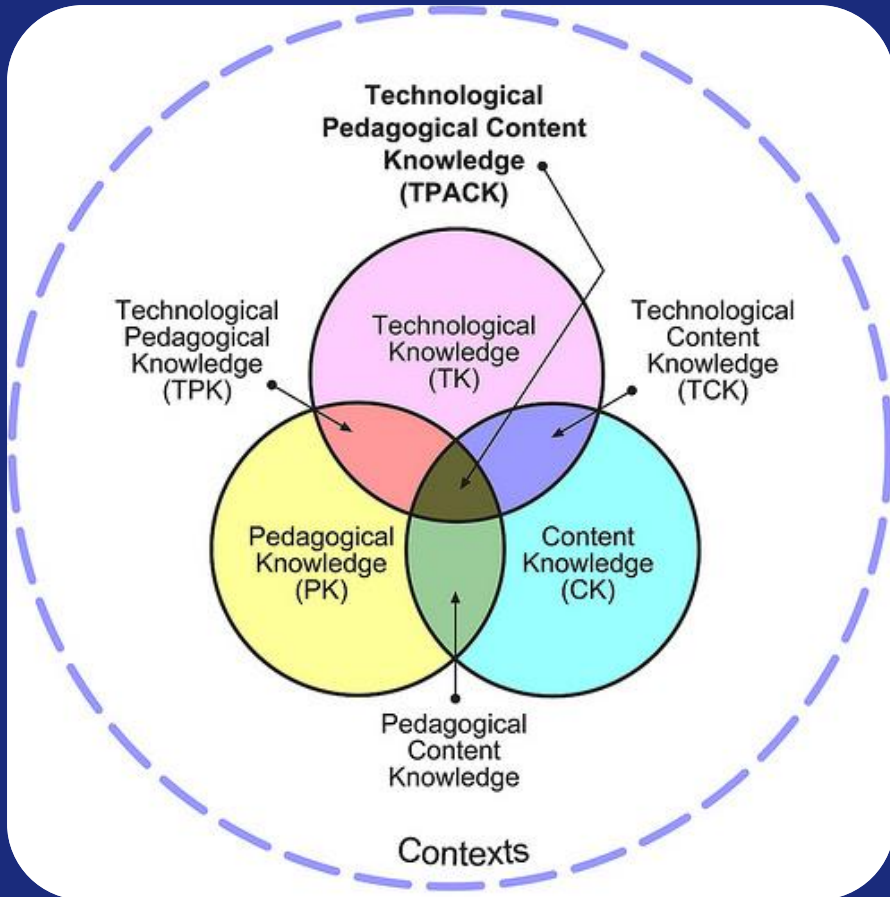 Technological
Pedagogical Content
Knowledge
(TPACK)
Technological
Pedagogical
Knowledge
(TPK)
Technological
Knowledge
(TK)
Technological
Content
Knowledge
(TCK)
Pedagogical
Knowledge
(PK)
Content
Knowledge
(CK)
Pedagogical
Content
Knowledge
Contexts